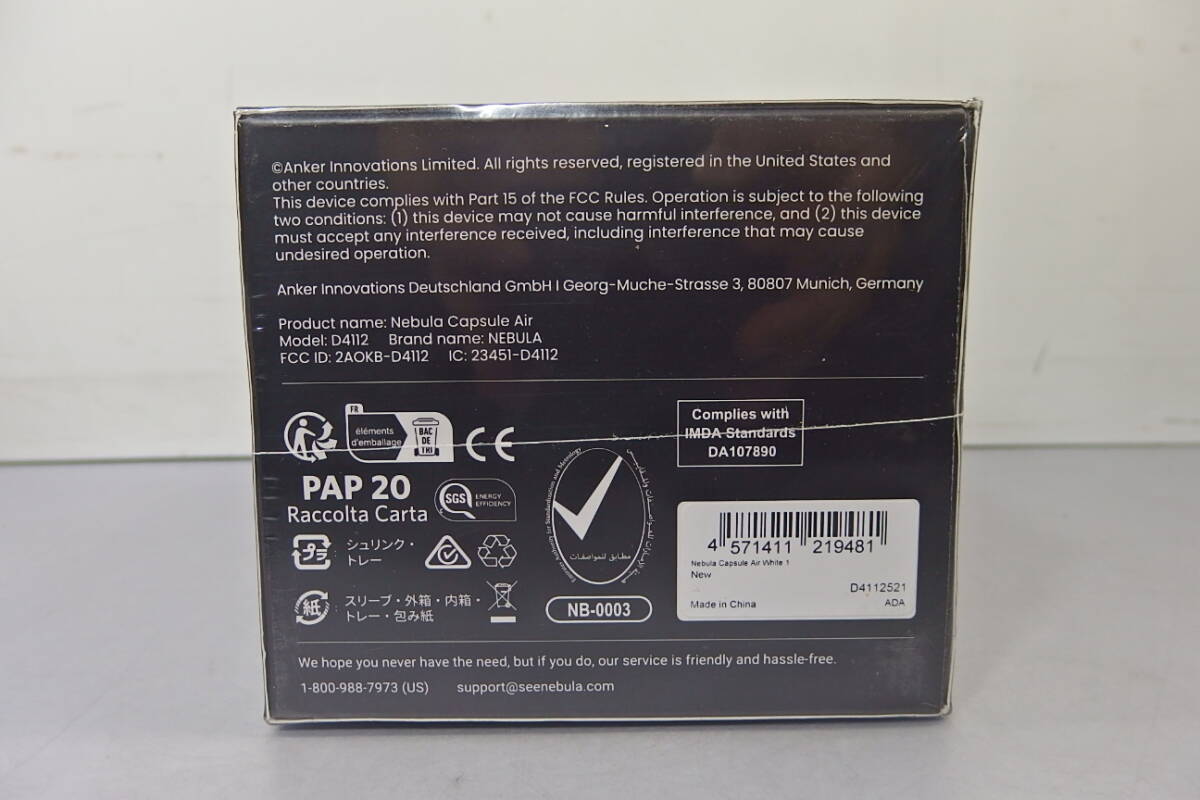 ©Anker Innovations Limited. All rights reserved, registered in the United States and
other countries.
This device complies with Part 15 of the FCC Rules. Operation is subject to the following
two conditions: (1) this device may not cause harmful interference, and (2) this device
must accept any interference received, including interference that may cause
undesired operation.
Anker Innovations Deutschland GmbH I Georg-Muche-Strasse 3, 80807 Munich, Germany
Product name: Nebula Capsule Air
Model: D4112 Brand name: NEBULA
FCC ID: 2AOKB-D4112 IC: 23451-D4112
FR
éléments
d'emballage
BAC
DE
TRI
CE
Complies with
IMDA Standards
DA107890
PAP 20
Raccolta Carta
SGS
ENERGY
EFFICIENCY
Emirates Authority for Standardization and Metrology
مطابق للمواصفات
NB-0003
プラ
シュリンク・
トレー
紙
スリーブ・外箱・内箱・
トレー・包み紙
4 571411 219481
Nebula Capsule Air White 1
New
D4112521
Made in China
ADA
We hope you never have the need, but if you do, our service is friendly and hassle-free.
1-800-988-7973 (US) support@seenebula.com